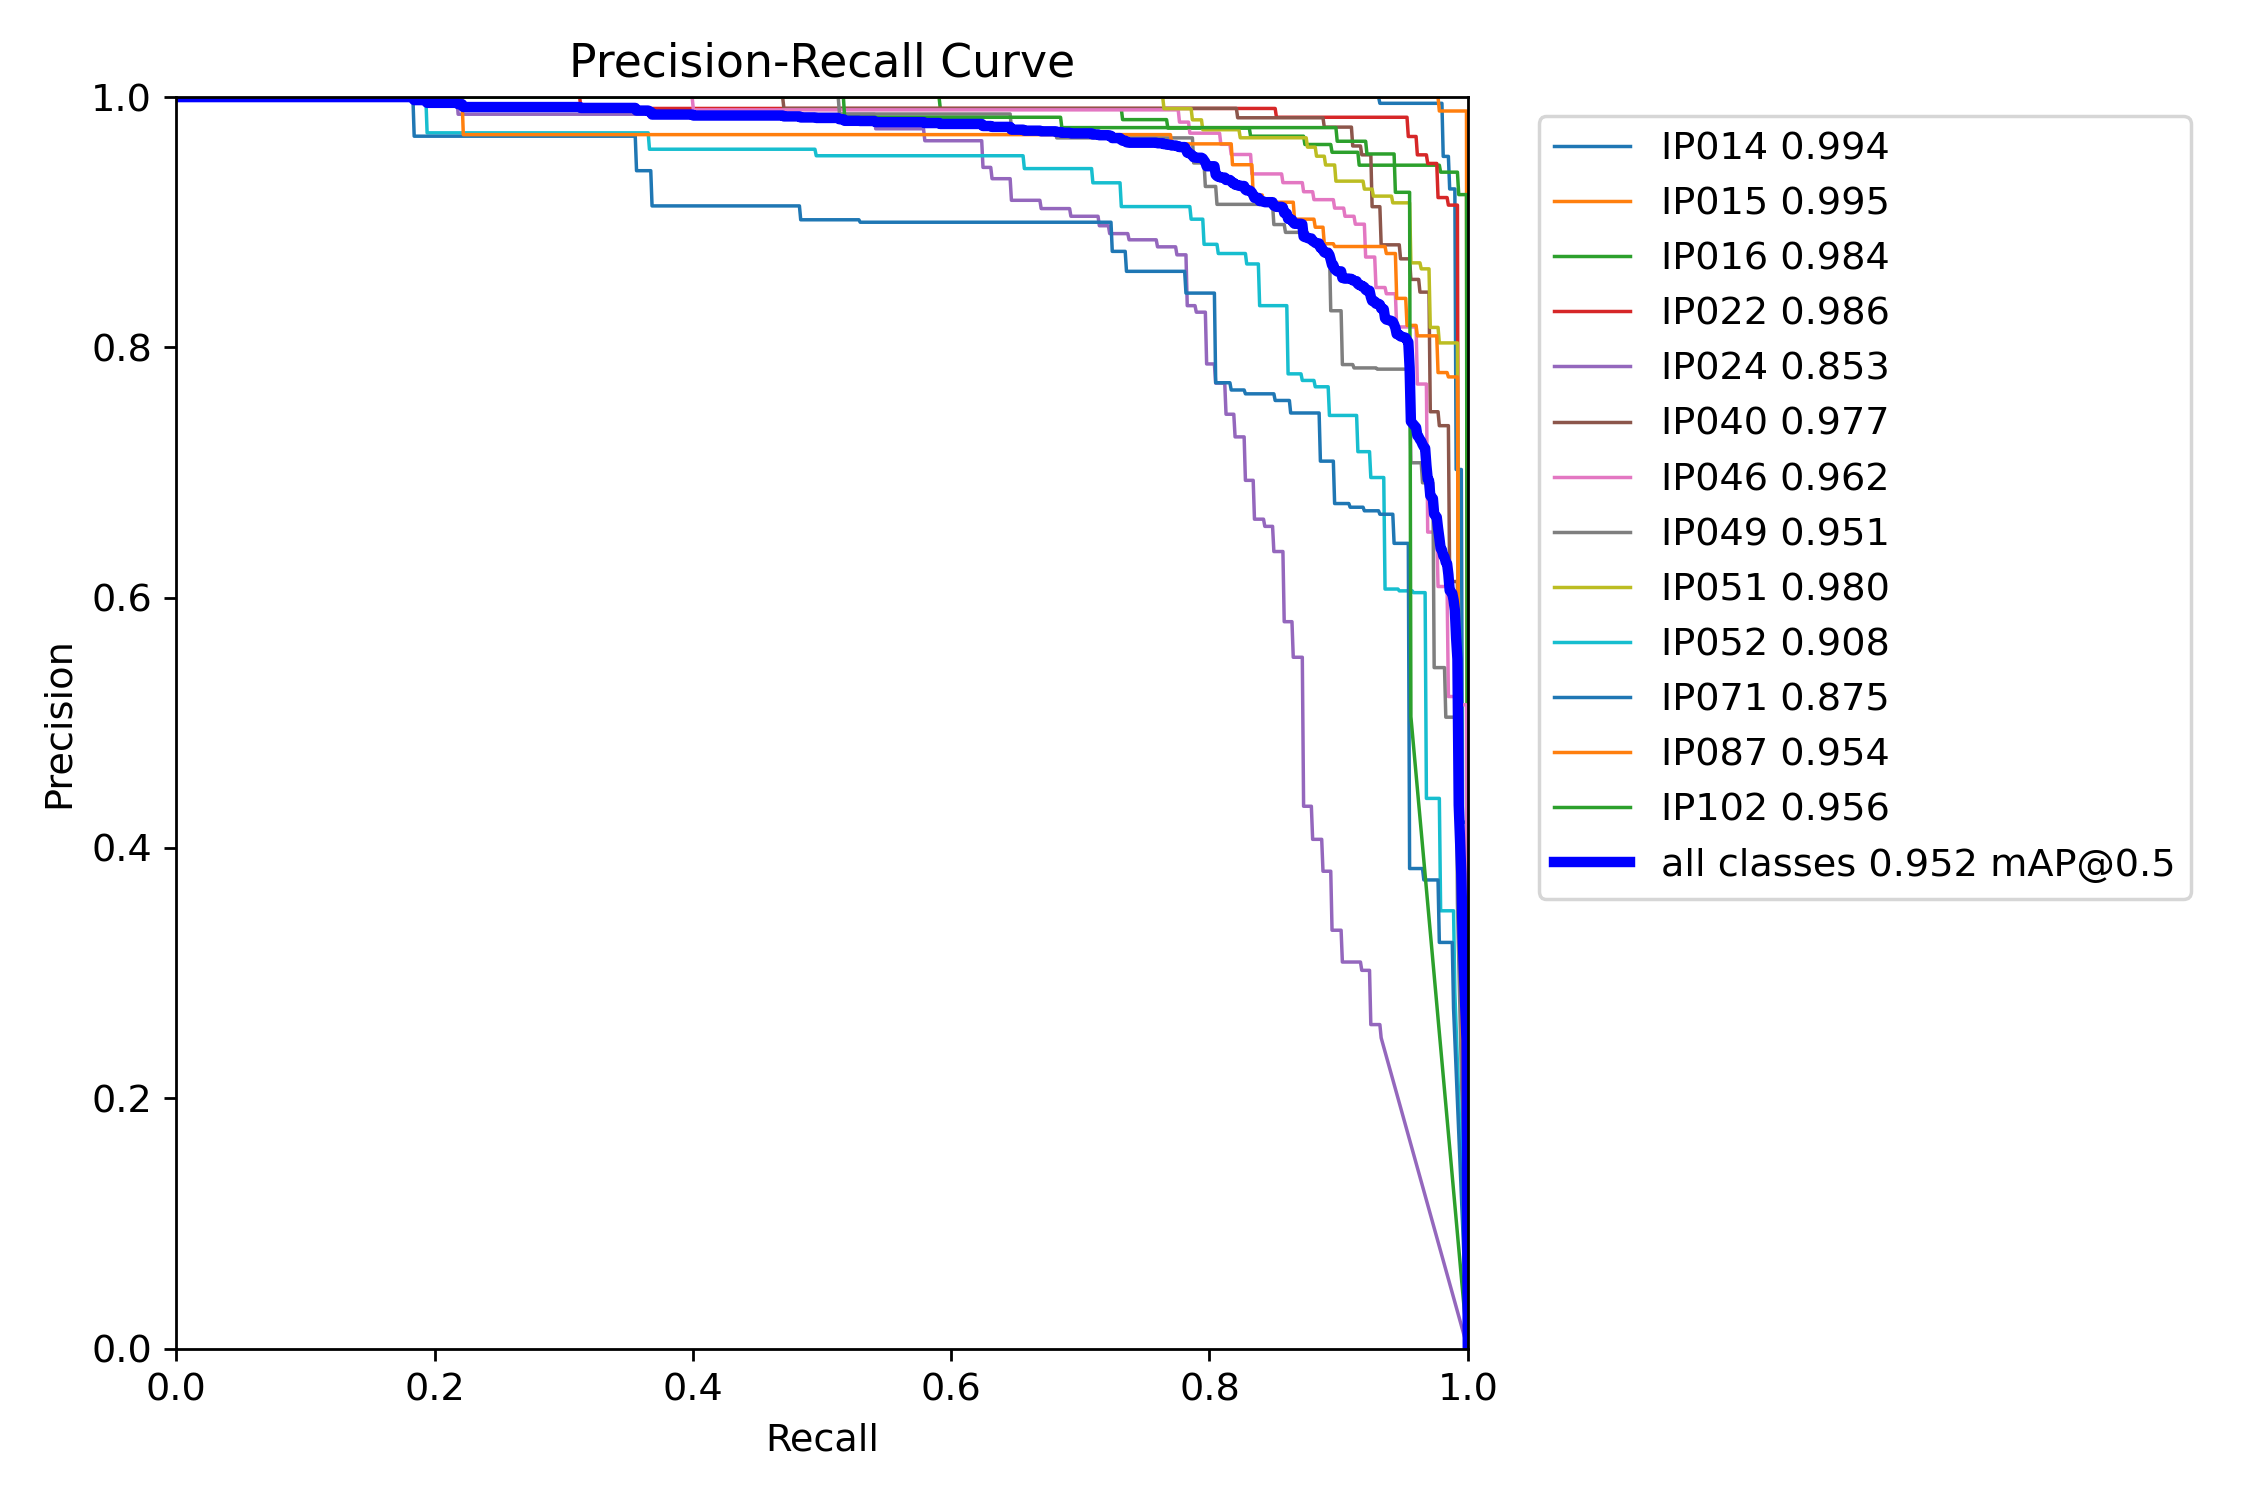 Precision-Recall Curve
1.0
0.8
0.6
0.4
0.2
0.0
Precision
0.0 0.2 0.4 0.6 0.8 1.0
Recall
IP014 0.994
IP015 0.995
IP016 0.984
IP022 0.986
IP024 0.853
IP040 0.977
IP046 0.962
IP049 0.951
IP051 0.980
IP052 0.908
IP071 0.875
IP087 0.954
IP102 0.956
all classes 0.952 mAP@0.5